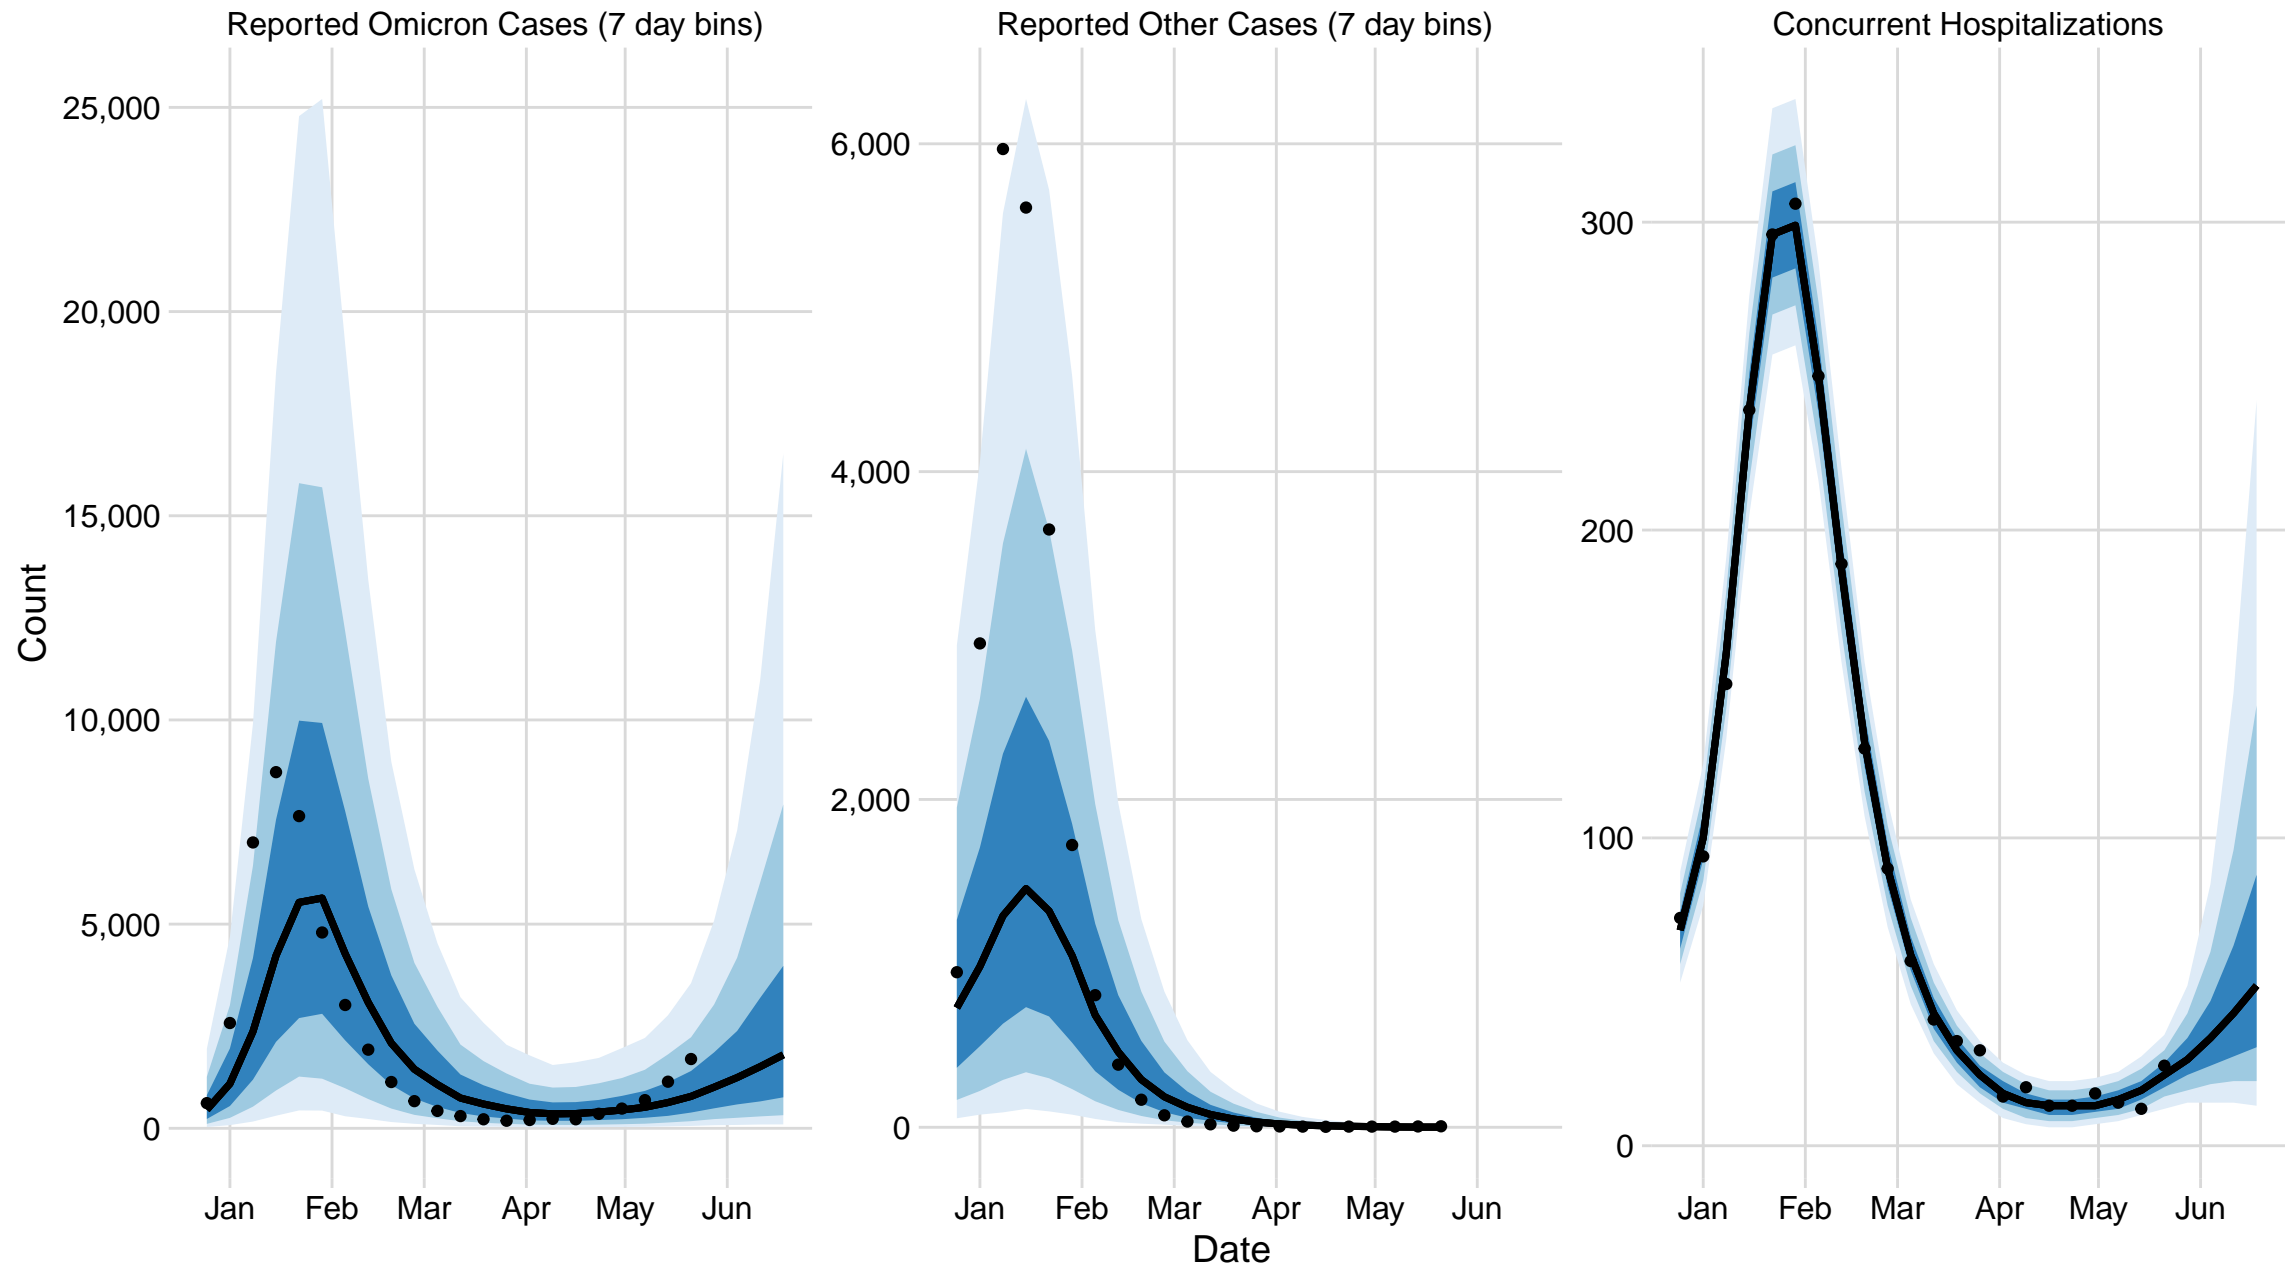 Reported Omicron Cases (7 day bins)
Reported Other Cases (7 day bins)
Concurrent Hospitalizations
Count
25,000
20,000
15,000
10,000
5,000
0
Jan Feb Mar Apr May Jun
6,000
4,000
2,000
0
Jan Feb Mar Apr May Jun
300
200
100
0
Jan Feb Mar Apr May Jun
Date